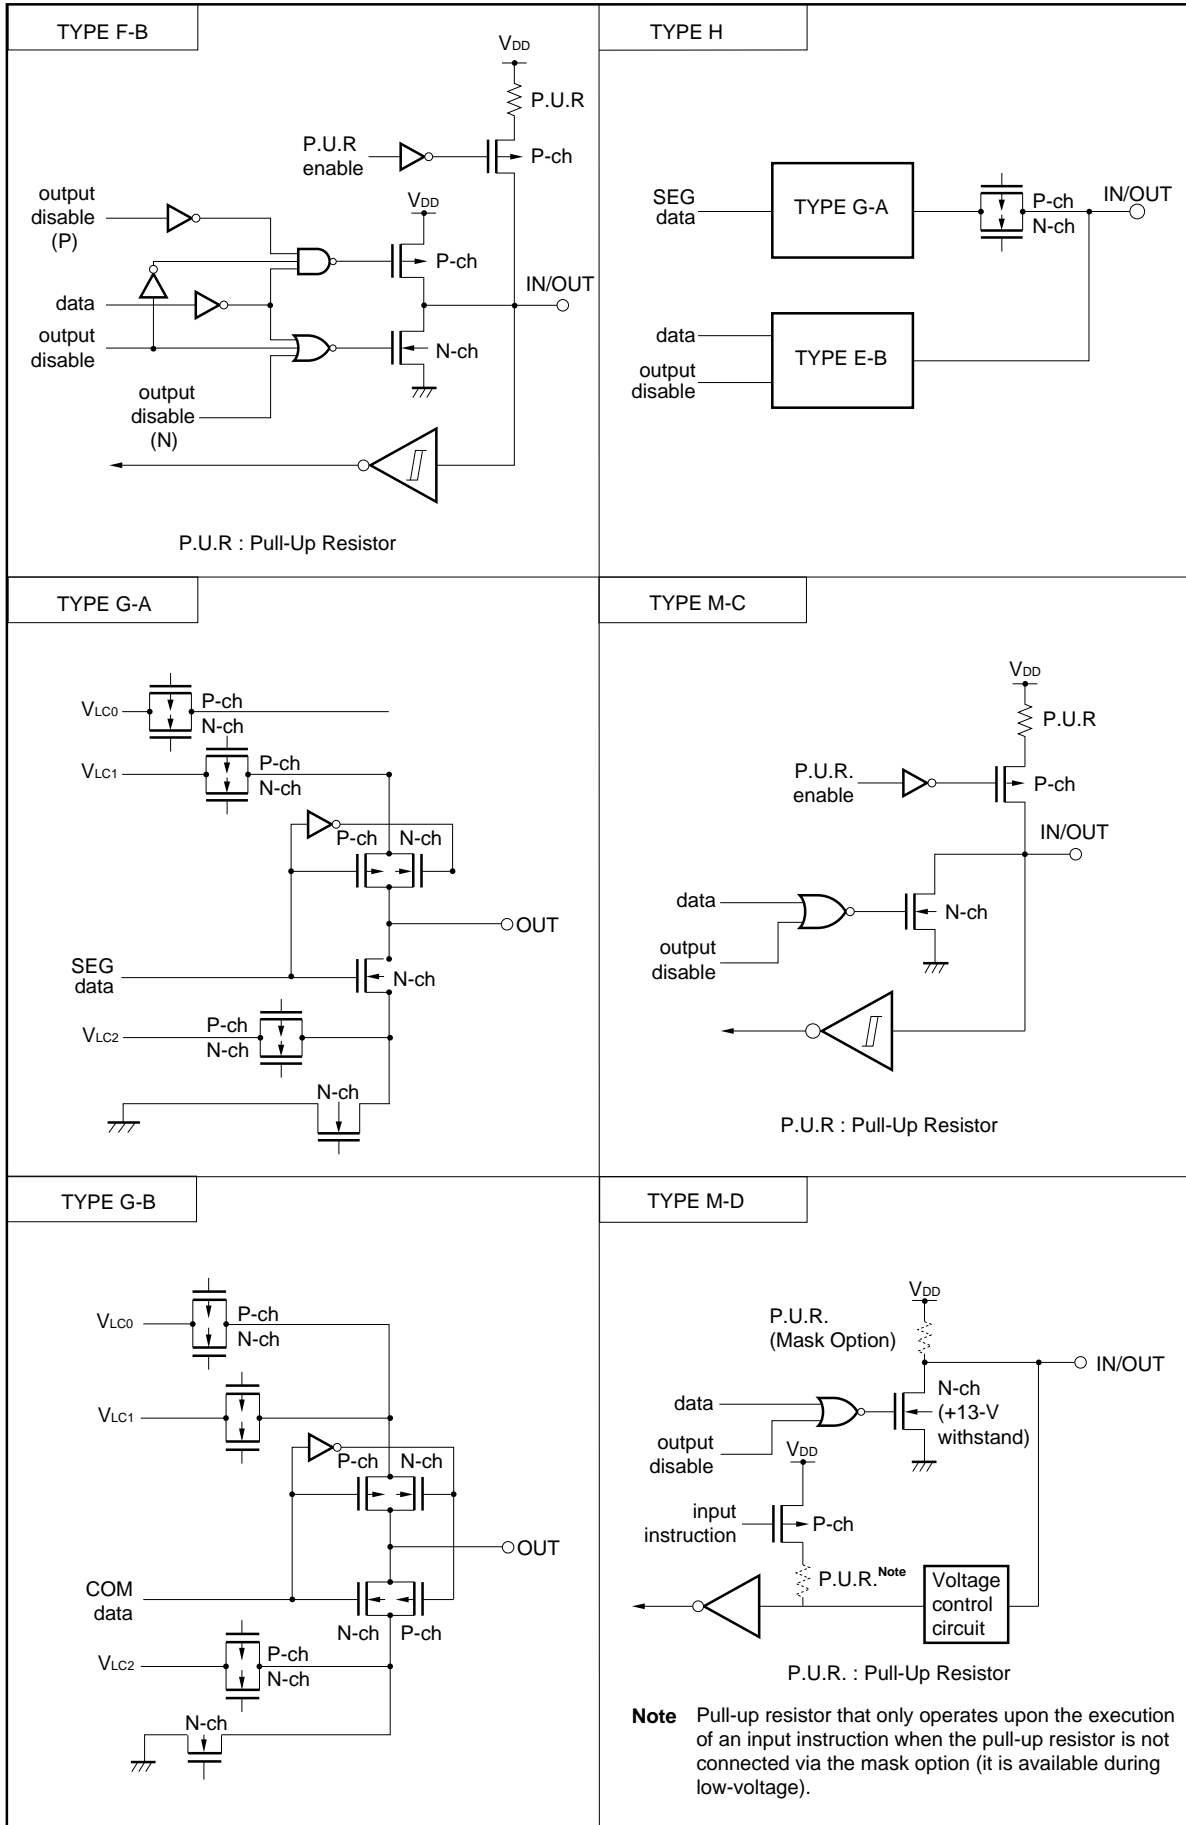 TYPE F-B
VDD
P.U.R
P.U.R
enable
P-ch
output
disable
(P)
VDD
P-ch
IN/OUT
data
output
disable
N-ch
output
disable
(N)
P.U.R : Pull-Up Resistor
TYPE H
SEG
data
TYPE G-A
P-ch
N-ch
IN/OUT
data
output
disable
TYPE E-B
TYPE G-A
VLC0
P-ch
N-ch
VLC1
P-ch
N-ch
P-ch
N-ch
OUT
SEG
data
N-ch
VLC2
P-ch
N-ch
N-ch
TYPE M-C
VDD
P.U.R
P.U.R.
enable
P-ch
IN/OUT
data
N-ch
output
disable
P.U.R : Pull-Up Resistor
TYPE G-B
VLC0
P-ch
N-ch
VLC1
P-ch
N-ch
OUT
COM
data
N-ch
P-ch
VLC2
P-ch
N-ch
N-ch
TYPE M-D
VDD
P.U.R.
(Mask Option)
IN/OUT
data
N-ch
(+13-V
withstand)
output
disable
VDD
input
instruction
P-ch
P.U.R.Note
Voltage
control
circuit
P.U.R. : Pull-Up Resistor
Note Pull-up resistor that only operates upon the execution
of an input instruction when the pull-up resistor is not
connected via the mask option (it is available during
low-voltage).